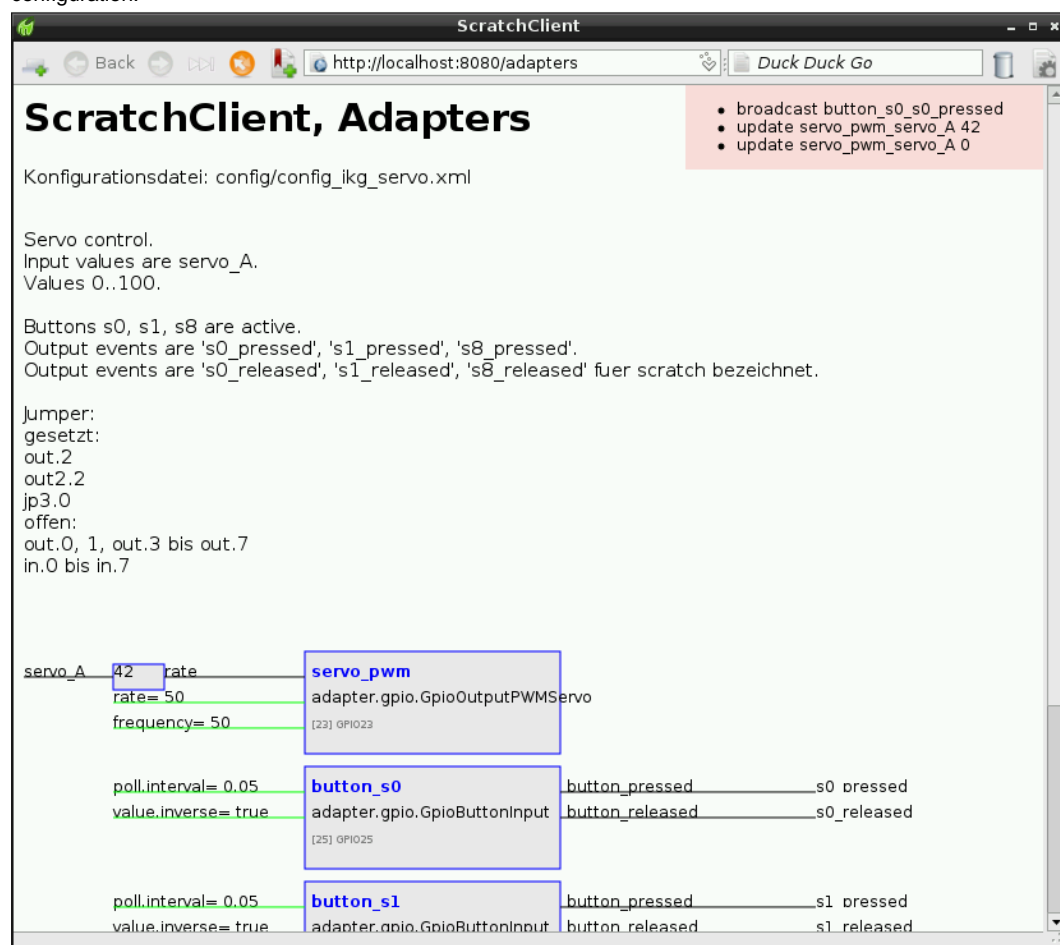 configuration.
ScratchClient
Back
http://localhost:8080/adapters
Duck Duck Go
ScratchClient, Adapters
• broadcast button_s0_s0_pressed
• update servo_pwm_servo_A 42
• update servo_pwm_servo_A 0
Konfigurationsdatei: config/config_ikg_servo.xml
Servo control.
Input values are servo_A.
Values 0..100.
Buttons s0, s1, s8 are active.
Output events are 's0_pressed', 's1_pressed', 's8_pressed'.
Output events are 's0_released', 's1_released', 's8_released' fuer scratch bezeichnet.
Jumper:
gesetzt:
out.2
out2.2
jp3.0
offen:
out.0, 1, out.3 bis out.7
in.0 bis in.7
servo_A 42 rate servo_pwm
rate= 50 adapter.gpio.GpioOutputPWMServo
frequency= 50 [23] GPIO23
poll.interval= 0.05 button_s0 button_pressed s0_pressed
value.inverse= true adapter.gpio.GpioButtonInput button_released s0_released
[25] GPIO25
poll.interval= 0.05 button_s1 button_pressed s1_pressed
value.inverse= true adapter.gpio.GpioButtonInput button_released s1_released